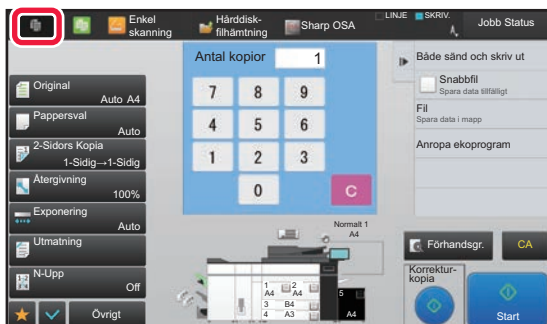 Enkel
skanning
Hårddisk-
filhämtning
Sharp OSA
LINJE
SKRIV.
Jobb Status
Original
Auto A4
Pappersval
Auto
2-Sidors Kopia
1-Sidig→1-Sidig
Återgivning
100%
Exponering
Auto
Utmatning
N-Upp
Off
Övrigt
Antal kopior
1
7 8 9
4 5 6
1 2 3
0 C
Normalt 1
A4
1 A4 2 A4
3 B4
4 A3
5
A4
Både sänd och skriv ut
Snabbfil
Spara data tillfälligt
Fil
Spara data i mapp
Anropa ekoprogram
Förhandsgr.
CA
Korrektur-
kopia
Start